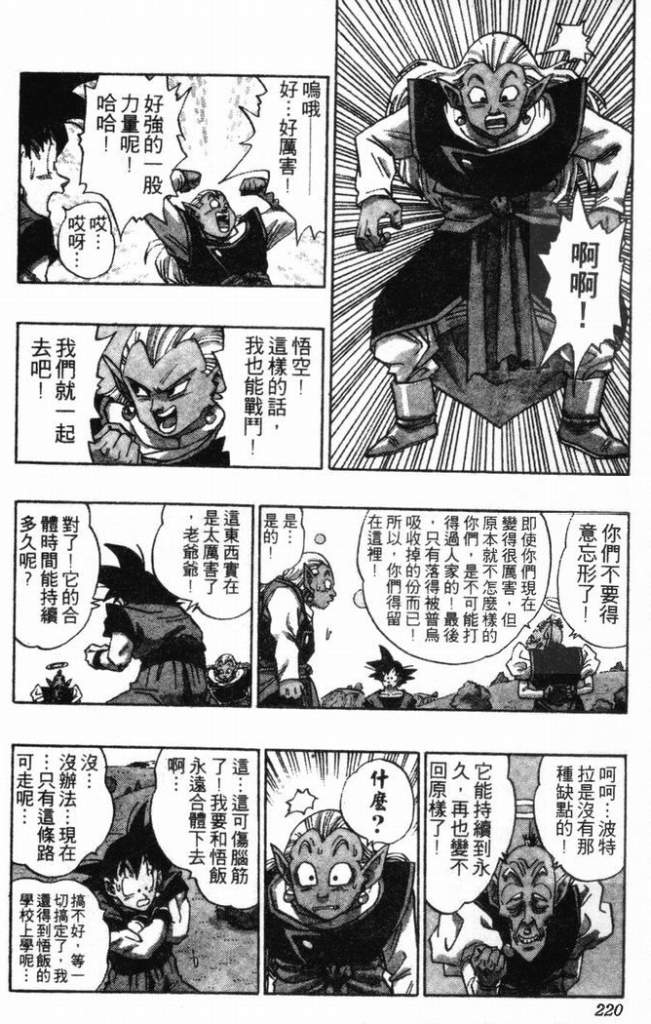 啊啊！
嗚哦——
好…好厲害！
好強的一股
力量呢！
哈哈！
哎…
哎呀…
悟空！
這樣的話，
我也能戰鬥
！
我們就一起
去吧！
你們不要得
意忘形了！
即使你們現在
變得很厲害，但
原本就不怎麼樣的
你們，是不可能打
得過人家的！最後
，只有落得被普烏
吸收掉的份而已！
所以，你們得留
在這裡！
是…
是的！
這東西實在
是太厲害了
，老爺爺！
對了！它的合
體時間能持續
多久呢？
呵呵…波特
拉是沒有那
種缺點的！
它能持續到永
久，再也變不
回原樣了！
什麼？
這…這可傷腦筋
了！我要和悟飯
永遠合體下去
啊…
沒…
沒辦法…現在
…只有這條路
可走呢…
搞不好，等一
切搞定了，我
還得到悟飯的
學校上學呢…
220